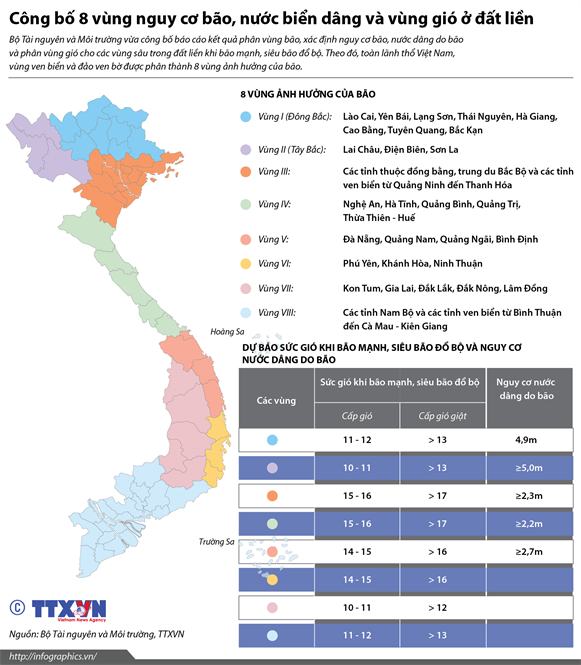 Công bố 8 vùng nguy cơ bão, nước biển dâng và vùng gió ở đất liền
Bộ Tài nguyên và Môi trường vừa công bố báo cáo kết quả phân vùng bão, xác định nguy cơ bão, nước dâng do bão
và phân vùng gió cho các vùng sâu trong đất liền khi bão mạnh, siêu bão đổ bộ. Theo đó, toàn lãnh thổ Việt Nam,
vùng ven biển và đảo ven bờ được phân thành 8 vùng ảnh hưởng của bão.
8 VÙNG ẢNH HƯỞNG CỦA BÃO
Vùng I (Đông Bắc): Lào Cai, Yên Bái, Lạng Sơn, Thái Nguyên, Hà Giang,
Cao Bằng, Tuyên Quang, Bắc Kạn
Vùng II (Tây Bắc): Lai Châu, Điện Biên, Sơn La
Vùng III: Các tỉnh thuộc đồng bằng, trung du Bắc Bộ và các tỉnh
ven biển từ Quảng Ninh đến Thanh Hóa
Vùng IV: Nghệ An, Hà Tĩnh, Quảng Bình, Quảng Trị,
Thừa Thiên - Huế
Vùng V: Đà Nẵng, Quảng Nam, Quảng Ngãi, Bình Định
Vùng VI: Phú Yên, Khánh Hòa, Ninh Thuận
Vùng VII: Kon Tum, Gia Lai, Đắk Lắk, Đắk Nông, Lâm Đồng
Vùng VIII: Các tỉnh Nam Bộ và các tỉnh ven biển từ Bình Thuận
đến Cà Mau - Kiên Giang
Hoàng Sa
Trường Sa
DỰ BÁO SỨC GIÓ KHI BÃO MẠNH, SIÊU BÃO ĐỔ BỘ VÀ NGUY CƠ
NƯỚC DÂNG DO BÃO
Các vùng
Sức gió khi bão mạnh, siêu bão đổ bộ
Nguy cơ nước
dâng do bão
Cấp gió Cấp gió giật
11 - 12 > 13 4,9m
10 - 11 > 13 ≥5,0m
15 - 16 > 17 ≥2,3m
15 - 16 > 17 ≥2,2m
14 - 15 > 16 ≥2,7m
14 - 15 > 16
10 - 11 > 12
11 - 12 > 13
© TTXVN
Vietnam News Agency
Nguồn: Bộ Tài nguyên và Môi trường, TTXVN
http://infographics.vn/